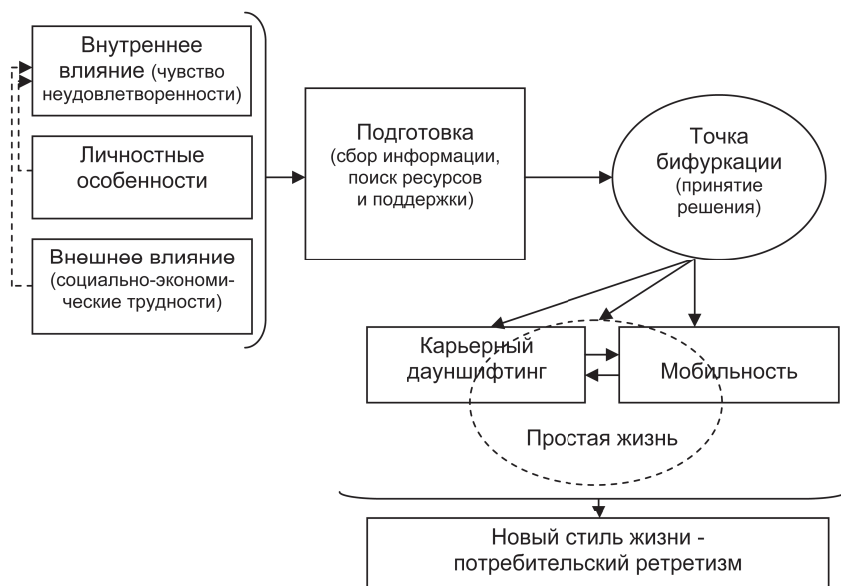 Внутреннее
влияние (чувство
неудовлетворенности)
Личностные
особенности
Внешнее влияние
(социально-экономи-
ческие трудности)
Подготовка
(сбор информации,
поиск ресурсов
и поддержки)
Точка
бифуркации
(принятие
решения)
Карьерный
дауншифтинг
Мобильность
Простая жизнь
Новый стиль жизни -
потребительский ретретизм